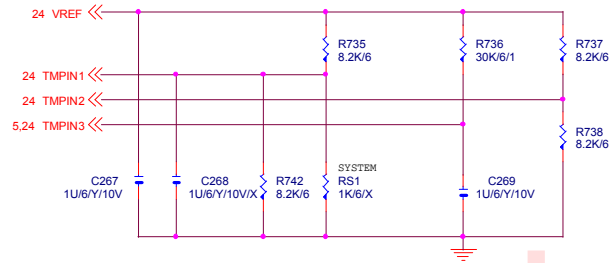 24 VREF
R735
8.2K/6
R736
30K/6/1
R737
8.2K/6
24 TMPIN1
24 TMPIN2
5,24 TMPIN3
R738
8.2K/6
SYSTEM
C267
1U/6/Y/10V
C268
1U/6/Y/10V/X
R742
8.2K/6
RS1
1K/6/X
C269
1U/6/Y/10V